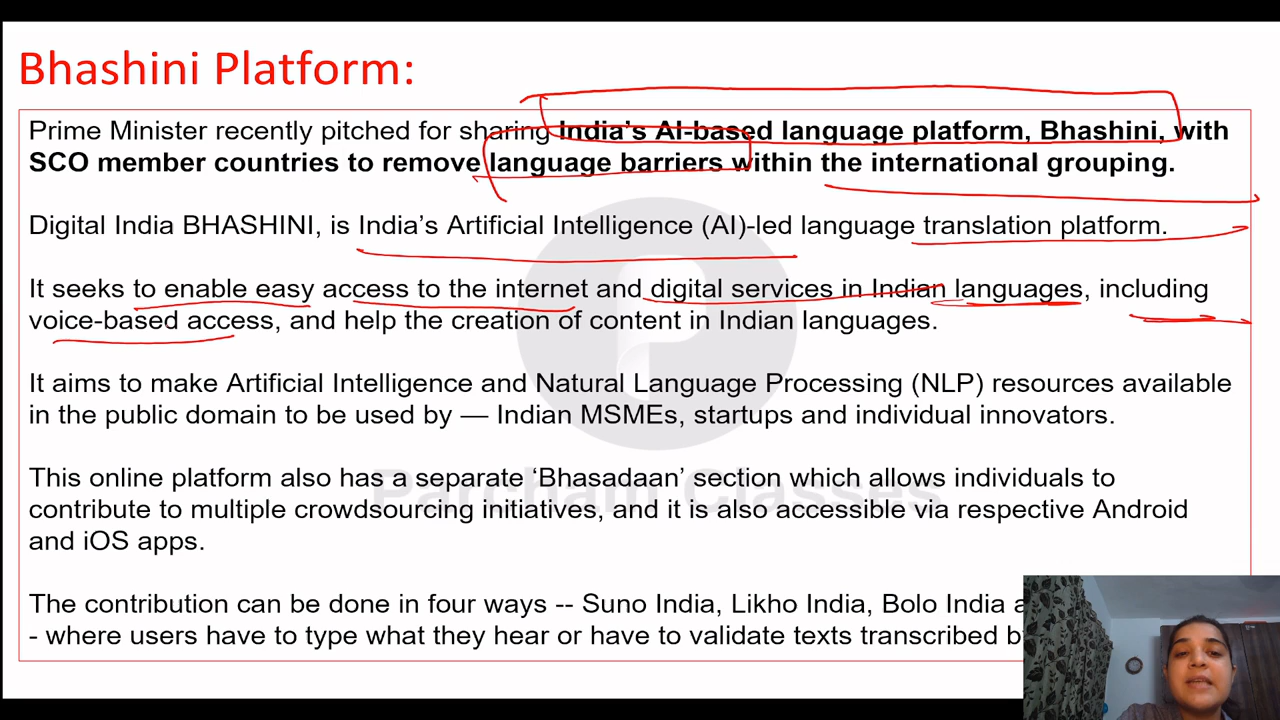 Bhashini Platform:
Prime Minister recently pitched for sharing India's AI-based language platform, Bhashini, with
SCO member countries to remove language barriers within the international grouping.
Digital India BHASHINI, is India's Artificial Intelligence (AI)-led language translation platform.
It seeks to enable easy access to the internet and digital services in Indian languages, including
voice-based access, and help the creation of content in Indian languages.
It aims to make Artificial Intelligence and Natural Language Processing (NLP) resources available
in the public domain to be used by — Indian MSMEs, startups and individual innovators.
This online platform also has a separate ‘Bhasadaan’ section which allows individuals to
contribute to multiple crowdsourcing initiatives, and it is also accessible via respective Android
and iOS apps.
The contribution can be done in four ways -- Suno India, Likho India, Bolo India
- where users have to type what they hear or have to validate texts transcribed
Parcham Classes